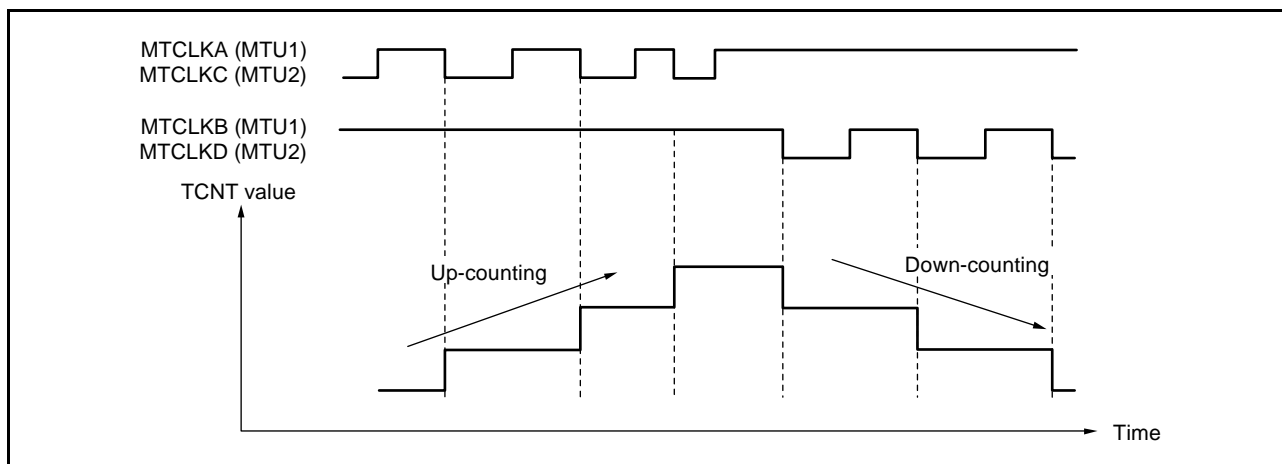 MTCLKA (MTU1)
MTCLKC (MTU2)
MTCLKB (MTU1)
MTCLKD (MTU2)
TCNT value
Up-counting
Down-counting
Time